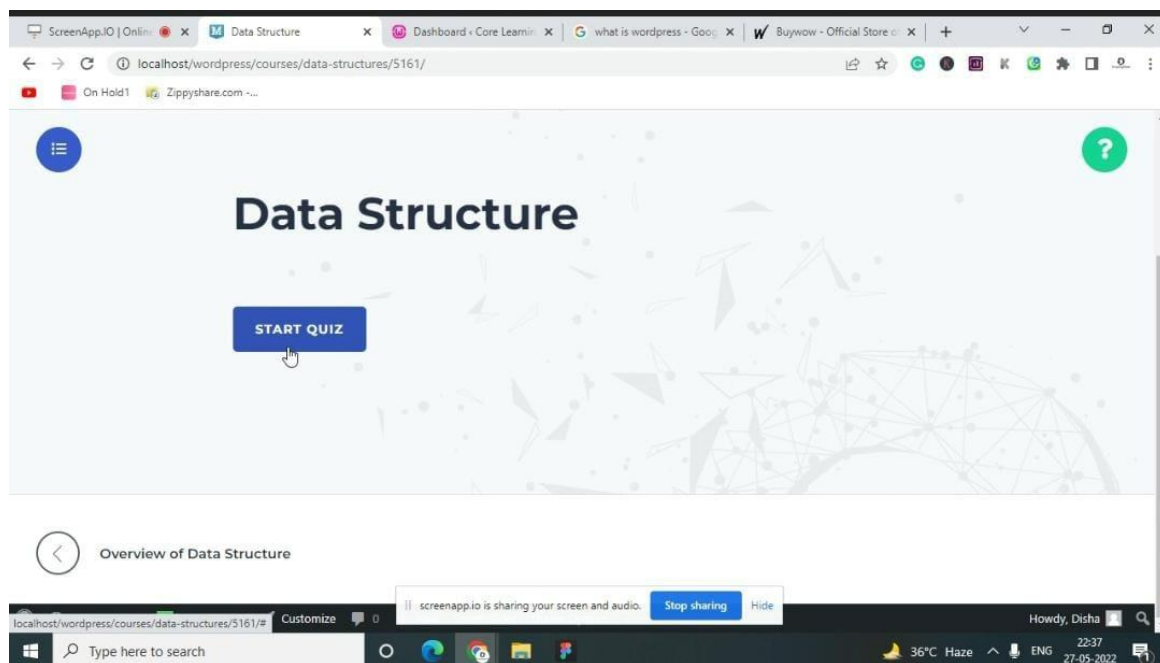 ScreenApp.IO | Onlin
Data Structure
Dashboard ‹ Core Learnin
G what is wordpress - Goog
W Buywow - Official Store o
localhost/wordpress/courses/data-structures/5161/
On Hold1
Zippyshare.com -...
?
Data Structure
START QUIZ
Overview of Data Structure
screenapp.io is sharing your screen and audio.
Stop sharing
Hide
localhost/wordpress/courses/data-structures/5161/#
Customize
0
Howdy, Disha
Type here to search
36°C Haze
ENG
22:37
27-05-2022